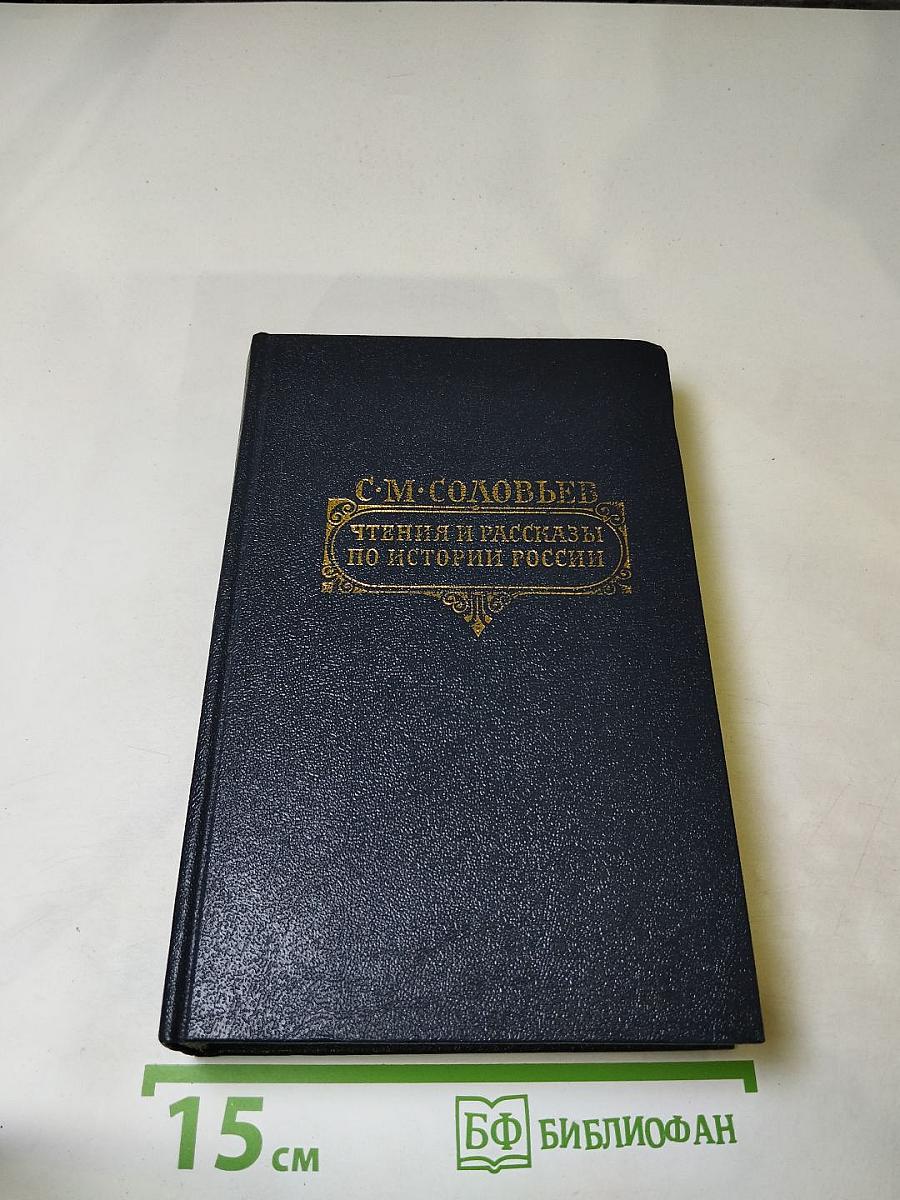 С·М·СОЛОВЬЕВ
ЧТЕНИЯ И РАССКАЗЫ
ПО ИСТОРИИ РОССИИ
15 см
БФ БИБЛИОФАН